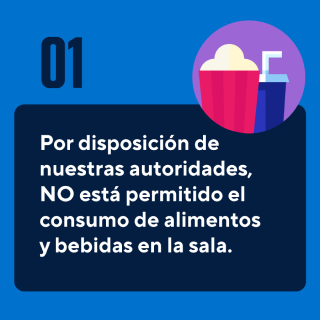 01
Por disposición de
nuestras autoridades,
NO está permitido el
consumo de alimentos
y bebidas en la sala.